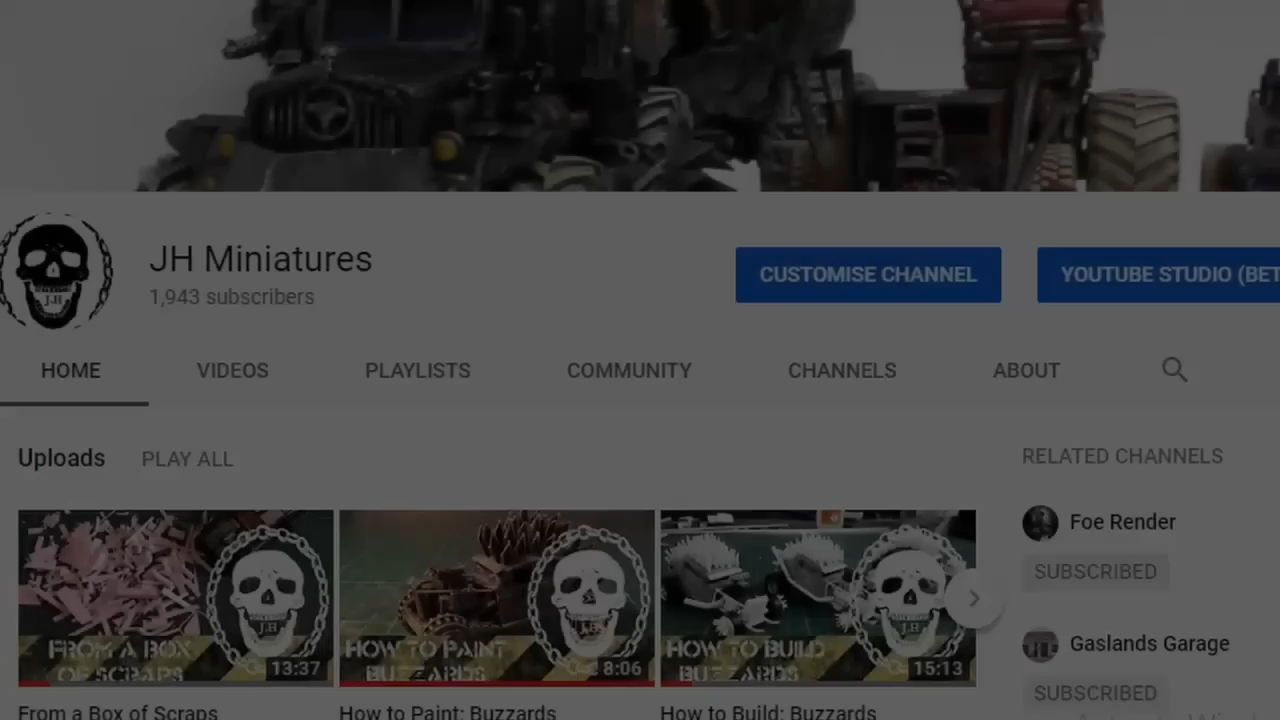 JH Miniatures
1,943 subscribers
CUSTOMISE CHANNEL
YOUTUBE STUDIO (BET
HOME
VIDEOS
PLAYLISTS
COMMUNITY
CHANNELS
ABOUT
Uploads
PLAY ALL
RELATED CHANNELS
J.H
FROM A BOX
OF SCRAPS
13:37
J.H
HOW TO PAINT
BUZZARDS
8:06
J.H
HOW TO BUILD
BUZZARDS
15:13
From a Box of Scraps
How to Paint: Buzzards
How to Build: Buzzards
Foe Render
SUBSCRIBED
Gaslands Garage
SUBSCRIBED